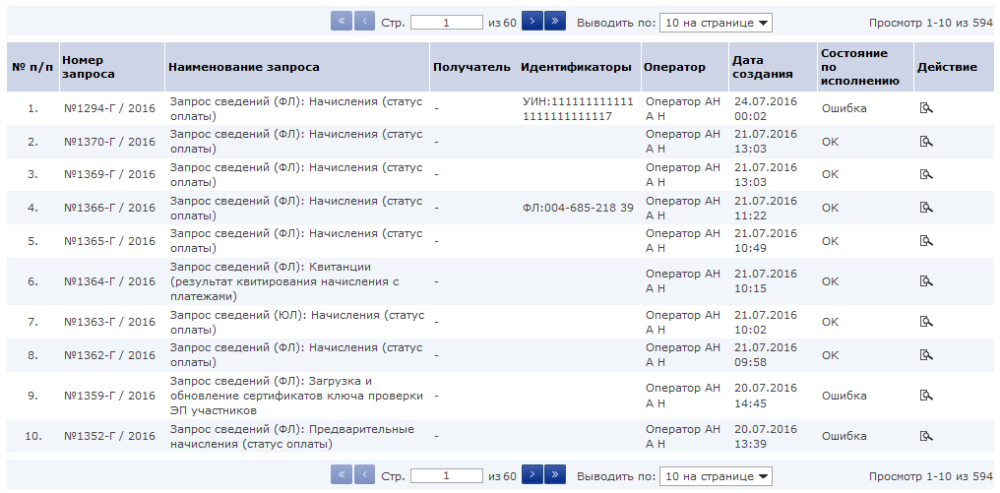 « ‹ Стр. 1 из 60 › » Выводить по: 10 на странице Просмотр 1-10 из 594
№ п/п Номер запроса Наименование запроса Получатель Идентификаторы Оператор Дата создания Состояние по исполнению Действие
1. №1294-Г / 2016 Запрос сведений (ФЛ): Начисления (статус оплаты) - УИН:111111111111 1111111111117 Оператор АН А Н 24.07.2016 00:02 Ошибка
2. №1370-Г / 2016 Запрос сведений (ФЛ): Начисления (статус оплаты) - Оператор АН А Н 21.07.2016 13:03 ОК
3. №1369-Г / 2016 Запрос сведений (ФЛ): Начисления (статус оплаты) - Оператор АН А Н 21.07.2016 13:03 ОК
4. №1366-Г / 2016 Запрос сведений (ФЛ): Начисления (статус оплаты) - ФЛ:004-685-218 39 Оператор АН А Н 21.07.2016 11:22 ОК
5. №1365-Г / 2016 Запрос сведений (ФЛ): Начисления (статус оплаты) - Оператор АН А Н 21.07.2016 10:49 ОК
6. №1364-Г / 2016 Запрос сведений (ФЛ): Квитанции (результат квитирования начисления с платежами) - Оператор АН А Н 21.07.2016 10:15 ОК
7. №1363-Г / 2016 Запрос сведений (ЮЛ): Начисления (статус оплаты) - Оператор АН А Н 21.07.2016 10:02 ОК
8. №1362-Г / 2016 Запрос сведений (ФЛ): Начисления (статус оплаты) - Оператор АН А Н 21.07.2016 09:58 ОК
9. №1359-Г / 2016 Запрос сведений (ФЛ): Загрузка и обновление сертификатов ключа проверки ЭП участников - Оператор АН А Н 20.07.2016 14:45 Ошибка
10. №1352-Г / 2016 Запрос сведений (ФЛ): Предварительные начисления (статус оплаты) - Оператор АН А Н 20.07.2016 13:39 Ошибка
« ‹ Стр. 1 из 60 › » Выводить по: 10 на странице Просмотр 1-10 из 594